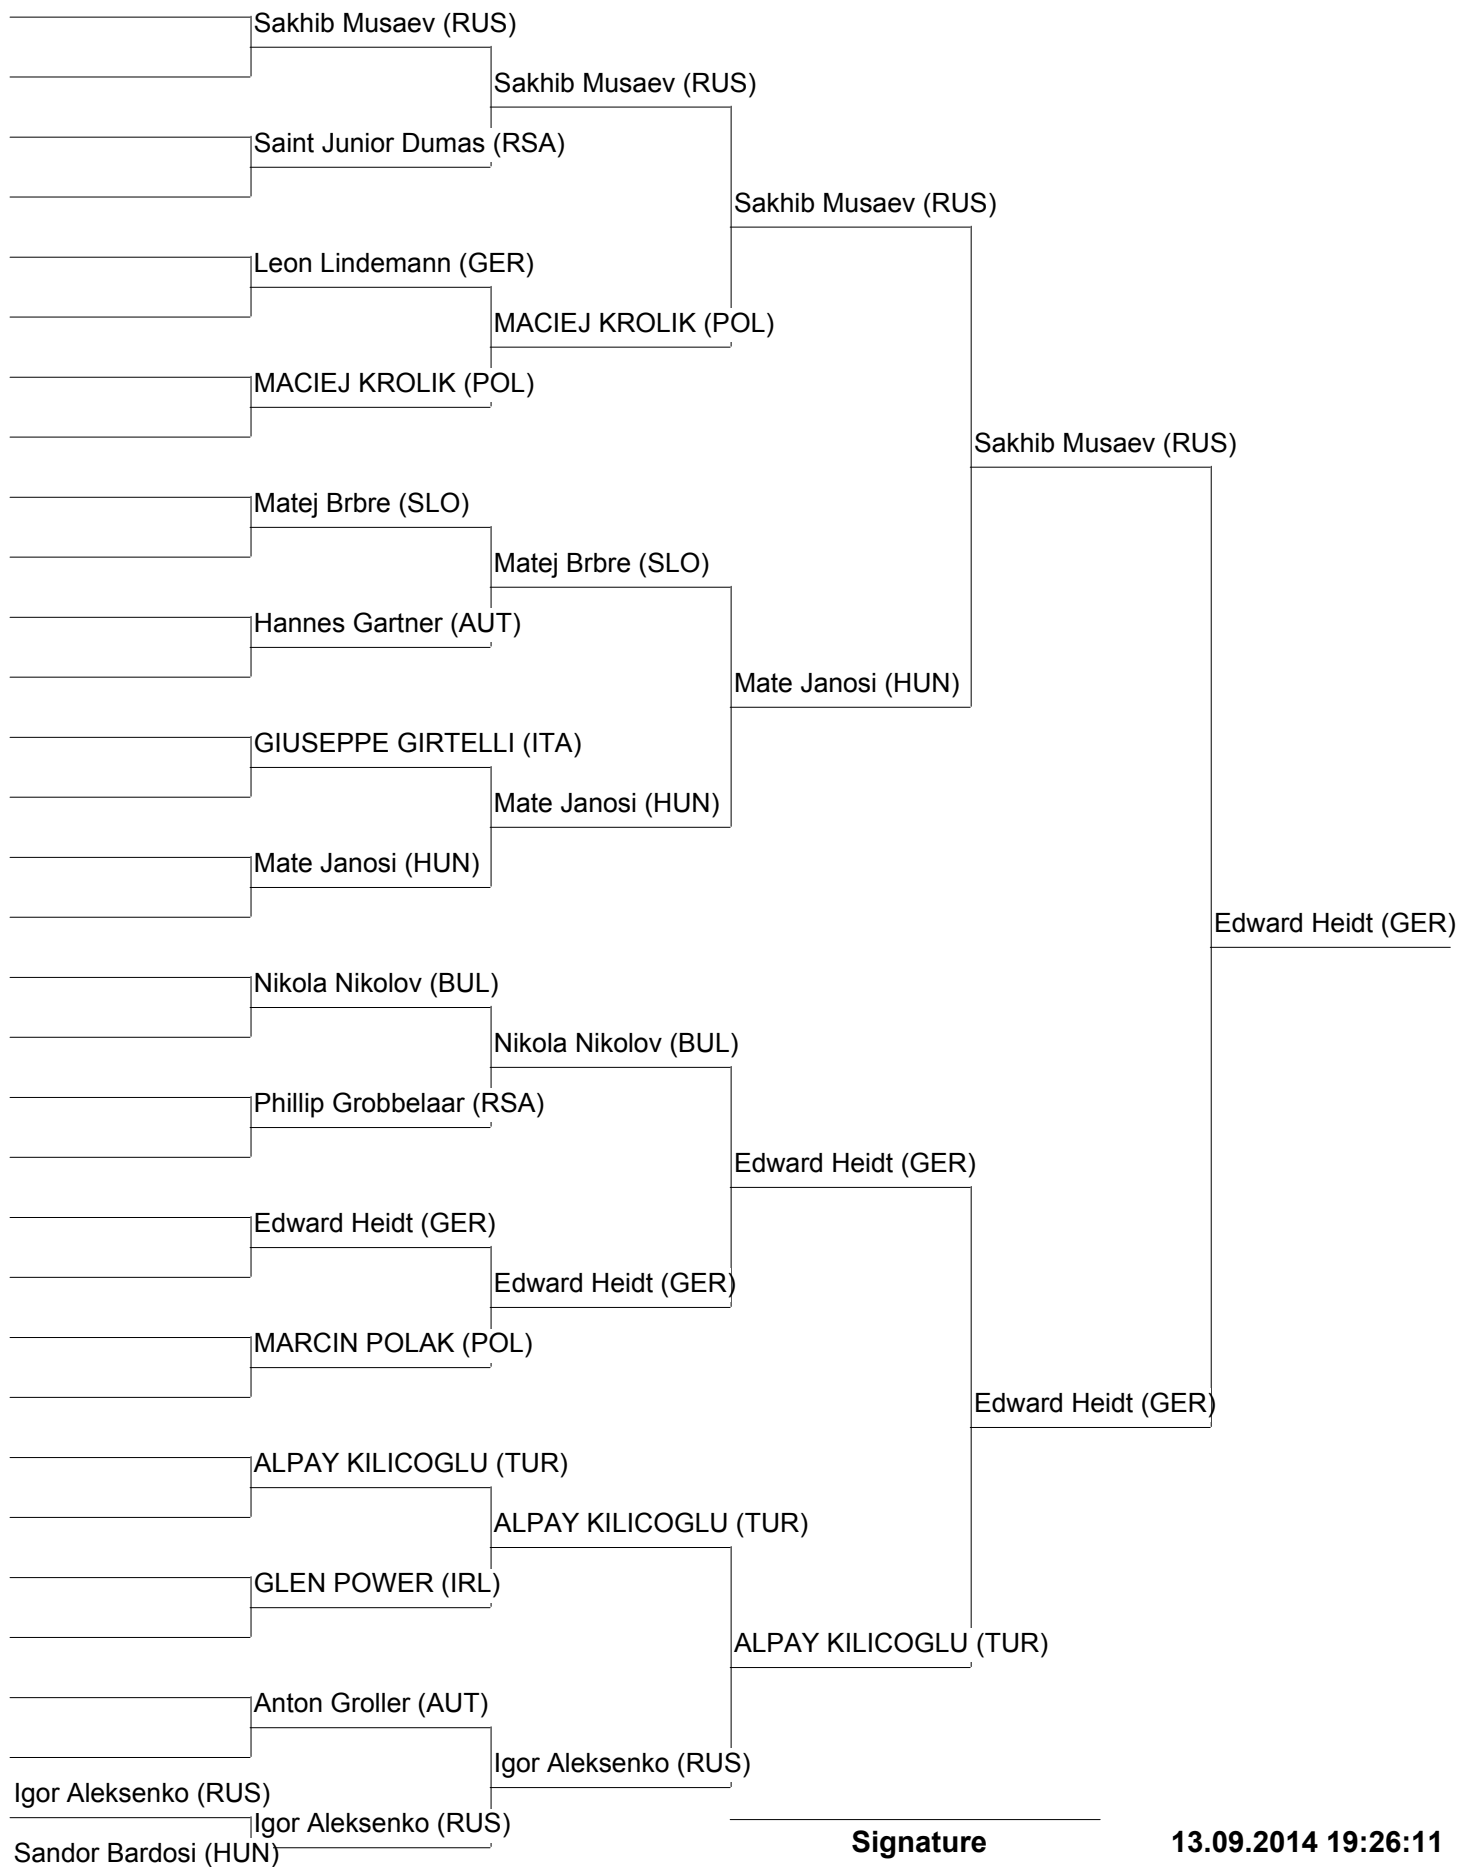 Sakhib Musaev (RUS)
Sakhib Musaev (RUS)
Saint Junior Dumas (RSA)
Sakhib Musaev (RUS)
Leon Lindemann (GER)
MACIEJ KROLIK (POL)
MACIEJ KROLIK (POL)
Sakhib Musaev (RUS)
Matej Brbre (SLO)
Matej Brbre (SLO)
Hannes Gartner (AUT)
Mate Janosi (HUN)
GIUSEPPE GIRTELLI (ITA)
Mate Janosi (HUN)
Mate Janosi (HUN)
Edward Heidt (GER)
Nikola Nikolov (BUL)
Nikola Nikolov (BUL)
Phillip Grobbelaar (RSA)
Edward Heidt (GER)
Edward Heidt (GER)
Edward Heidt (GER)
MARCIN POLAK (POL)
Edward Heidt (GER)
ALPAY KILICOGLU (TUR)
ALPAY KILICOGLU (TUR)
GLEN POWER (IRL)
ALPAY KILICOGLU (TUR)
Anton Groller (AUT)
Igor Aleksenko (RUS)
Igor Aleksenko (RUS)
Igor Aleksenko (RUS)
Sandor Bardosi (HUN)
Signature
13.09.2014 19:26:11